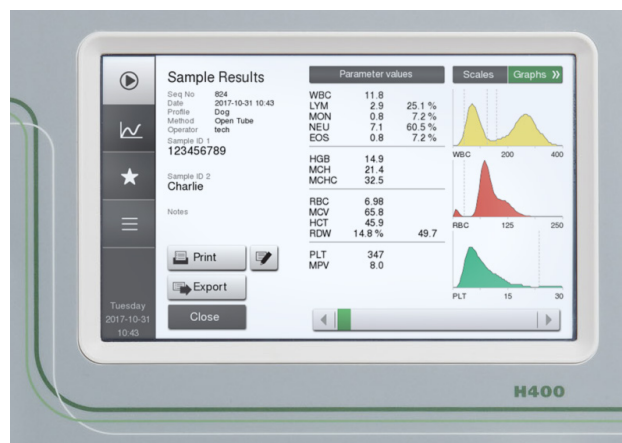 Sample Results
Seq No 824
Date 2017-10-31 10:43
Profile Dog
Method Open Tube
Operator tech
Sample ID 1
123456789
Sample ID 2
Charlie
Notes
Print
Export
Close
Tuesday
2017-10-31
10:43
Parameter values
WBC 11.8
LYM 2.9 25.1 %
MON 0.8 7.2 %
NEU 7.1 60.5 %
EOS 0.8 7.2 %
HGB 14.9
MCH 21.4
MCHC 32.5
RBC 6.98
MCV 65.8
HCT 45.9
RDW 14.8 % 49.7
PLT 347
MPV 8.0
Scales Graphs »
WBC 200 400
RBC 125 250
PLT 15 30
H400